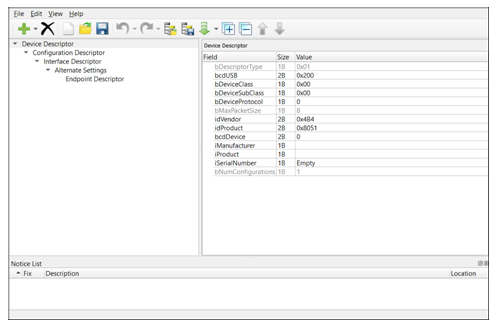 File Edit View Help
Device Descriptor
Configuration Descriptor
Interface Descriptor
Alternate Settings
Endpoint Descriptor
Device Descriptor
Field Size Value
bDescriptorType 1B 0x01
bcdUSB 2B 0x200
bDeviceClass 1B 0x00
bDeviceSubClass 1B 0x00
bDeviceProtocol 1B 0
bMaxPacketSize 1B 8
idVendor 2B 0x4B4
idProduct 2B 0x8051
bcdDevice 2B 0
iManufacturer 1B
iProduct 1B
iSerialNumber 1B Empty
bNumConfigurations 1B 1
Notice List
Fix Description Location